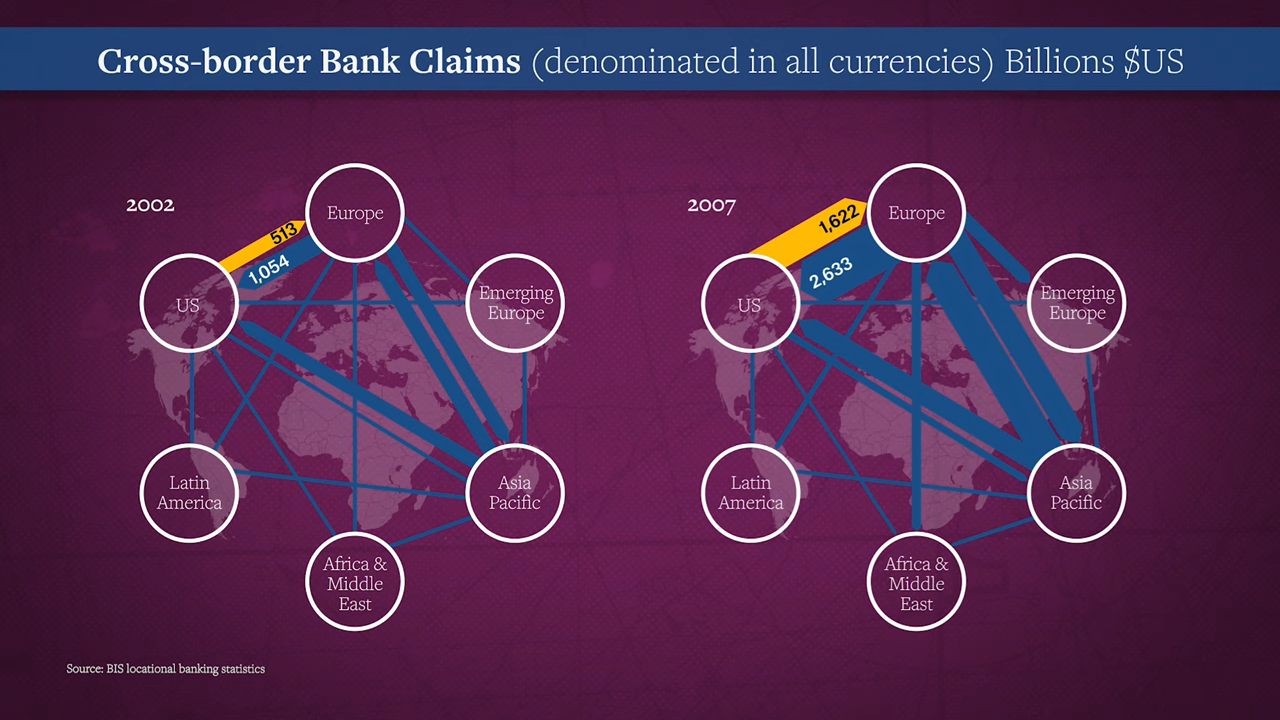 Cross-border Bank Claims (denominated in all currencies) Billions $US
2002
Europe
513
1,054
US
Emerging
Europe
Latin
America
Asia
Pacific
Africa &
Middle
East
2007
Europe
1,622
2,633
US
Emerging
Europe
Latin
America
Asia
Pacific
Africa &
Middle
East
Source: BIS locational banking statistics